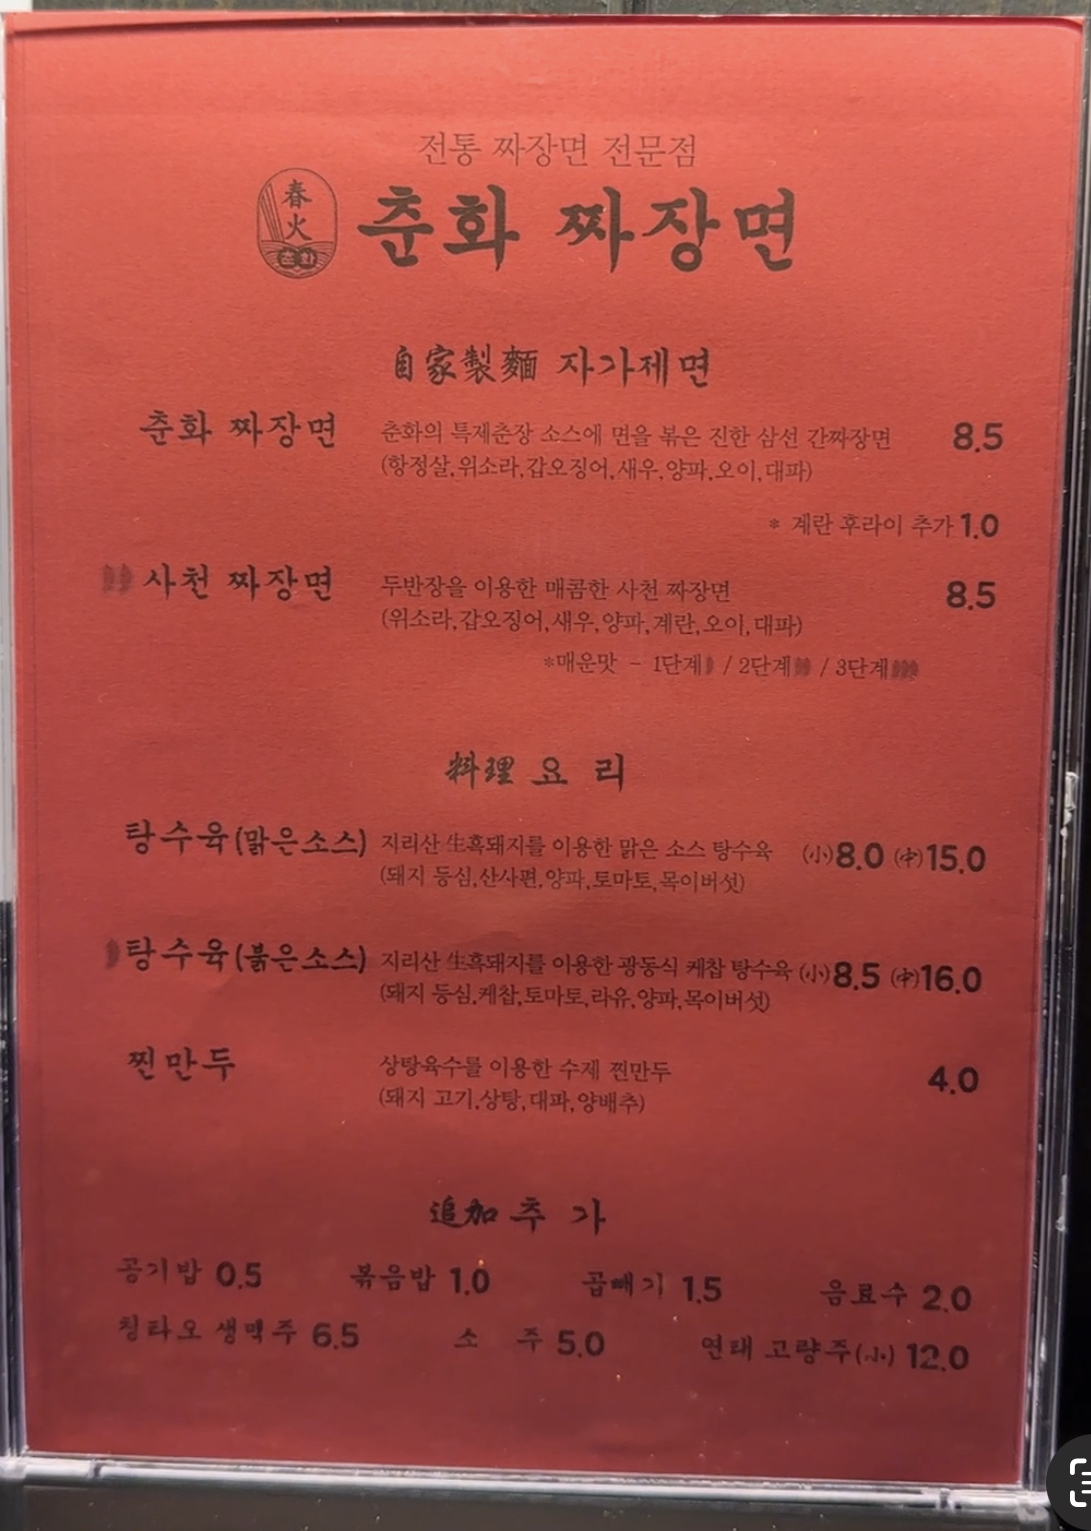 전통 짜장면 전문점
春火
춘화
춘화 짜장면
自家製麵 자가제면
춘화 짜장면 춘화의 특제춘장 소스에 면을 볶은 진한 삼선 간짜장면 8.5
(항정살,위소라,갑오징어,새우,양파,오이,대파)
* 계란 후라이 추가 1.0
사천 짜장면 두반장을 이용한 매콤한 사천 짜장면 8.5
(위소라,갑오징어,새우,양파,계란,오이,대파)
*매운맛 - 1단계 / 2단계 / 3단계
料理 요 리
탕수육(맑은소스) 지리산 生흑돼지를 이용한 맑은 소스 탕수육 (小)8.0 (中)15.0
(돼지 등심,산사편,양파,토마토,목이버섯)
탕수육(붉은소스) 지리산 生흑돼지를 이용한 광동식 케찹 탕수육 (小)8.5 (中)16.0
(돼지 등심,케찹,토마토,라유,양파,목이버섯)
찐만두 상탕육수를 이용한 수제 찐만두 4.0
(돼지 고기,상탕,대파,양배추)
追加 추 가
공기밥 0.5 볶음밥 1.0 곱빼기 1.5 음료수 2.0
칭타오 생맥주 6.5 소 주 5.0 연태 고량주(小) 12.0